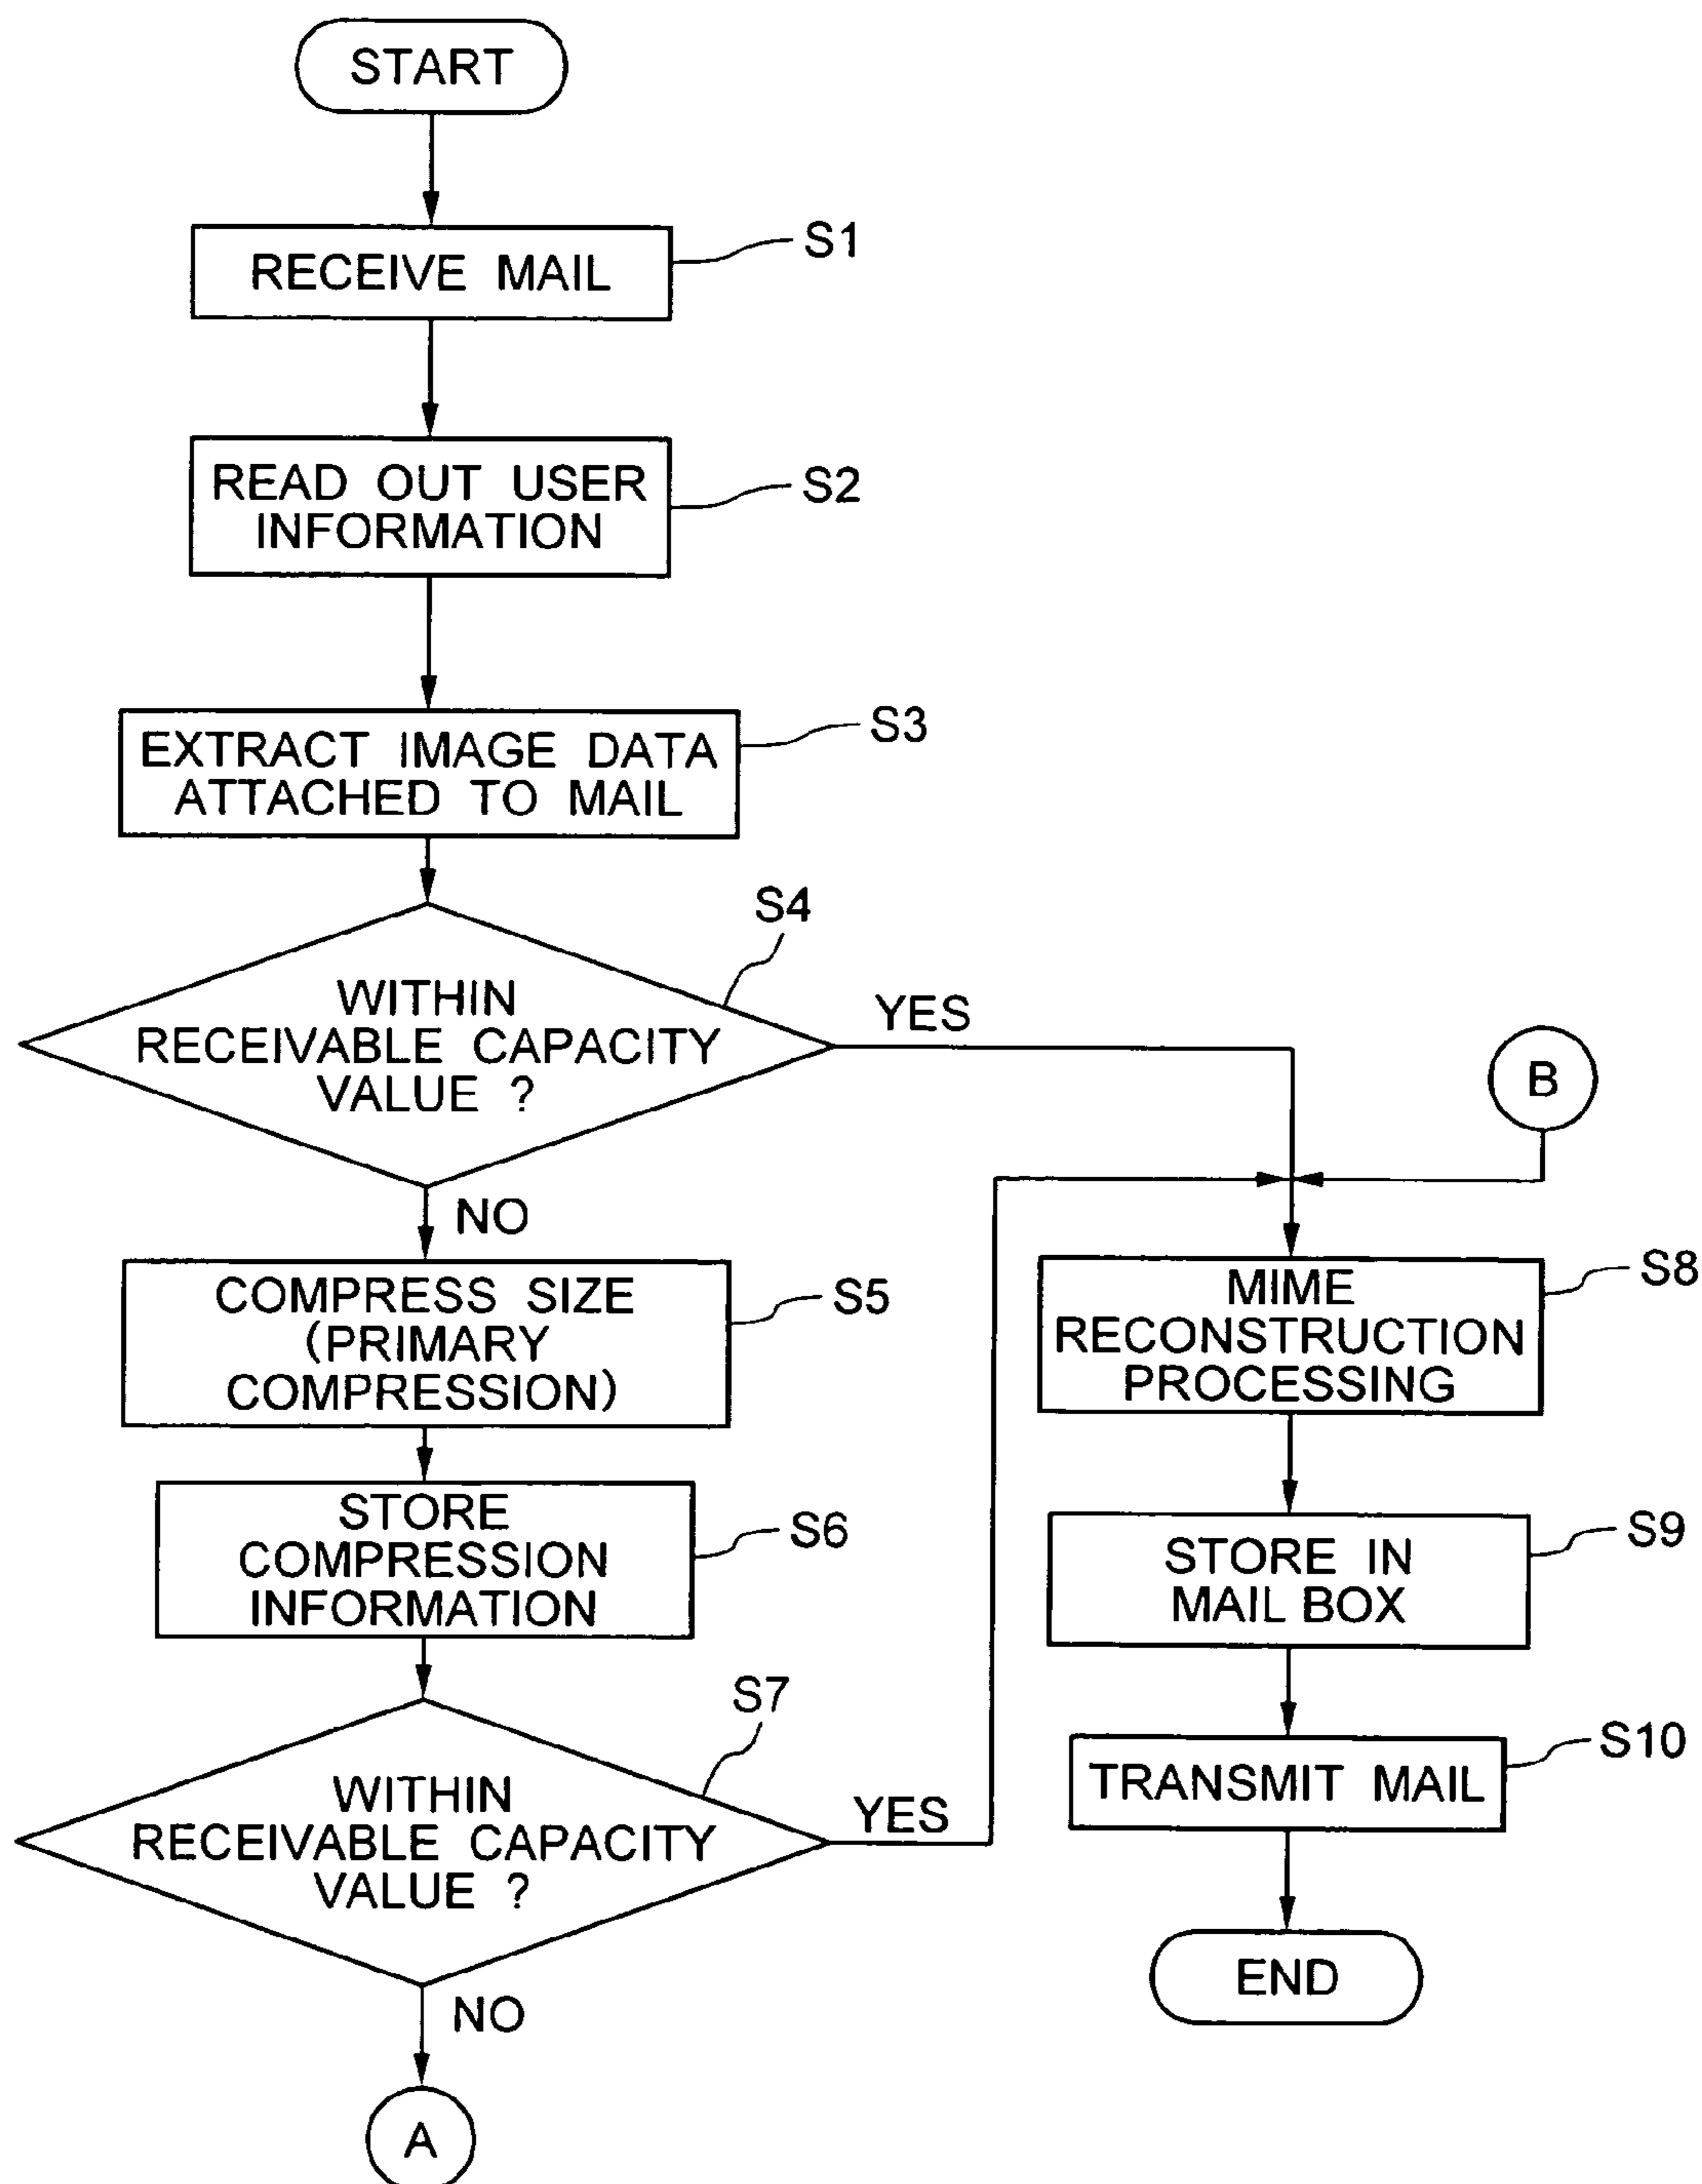 START
RECEIVE MAIL
S1
READ OUT USER
INFORMATION
S2
EXTRACT IMAGE DATA
ATTACHED TO MAIL
S3
S4
WITHIN
RECEIVABLE CAPACITY
VALUE ?
YES
NO
COMPRESS SIZE
(PRIMARY
COMPRESSION)
S5
STORE
COMPRESSION
INFORMATION
S6
S7
WITHIN
RECEIVABLE CAPACITY
VALUE ?
YES
NO
A
B
MIME
RECONSTRUCTION
PROCESSING
S8
STORE IN
MAIL BOX
S9
TRANSMIT MAIL
S10
END